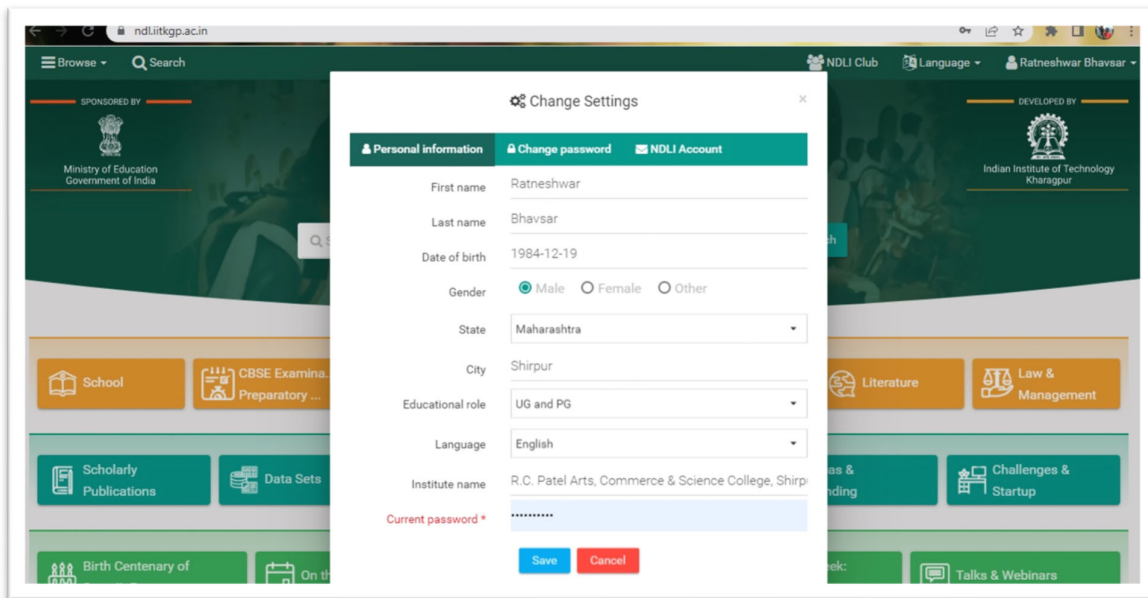 ndl.iitkgp.ac.in
Browse Search NDLI Club Language Ratneshwar Bhavsar
SPONSORED BY
Ministry of Education
Government of India
DEVELOPED BY
Indian Institute of Technology
Kharagpur
Change Settings ×
Personal information Change password NDLI Account
First name Ratneshwar
Last name Bhavsar
Date of birth 1984-12-19
Gender Male Female Other
State Maharashtra
City Shirpur
Educational role UG and PG
Language English
Institute name R.C. Patel Arts, Commerce & Science College, Shirp
Current password * ••••••••••
Save Cancel
School
CBSE Examina..
Preparatory ...
Literature
Law &
Management
Scholarly
Publications
Data Sets
Challenges &
Startup
Birth Centenary of
On th
Talks & Webinars